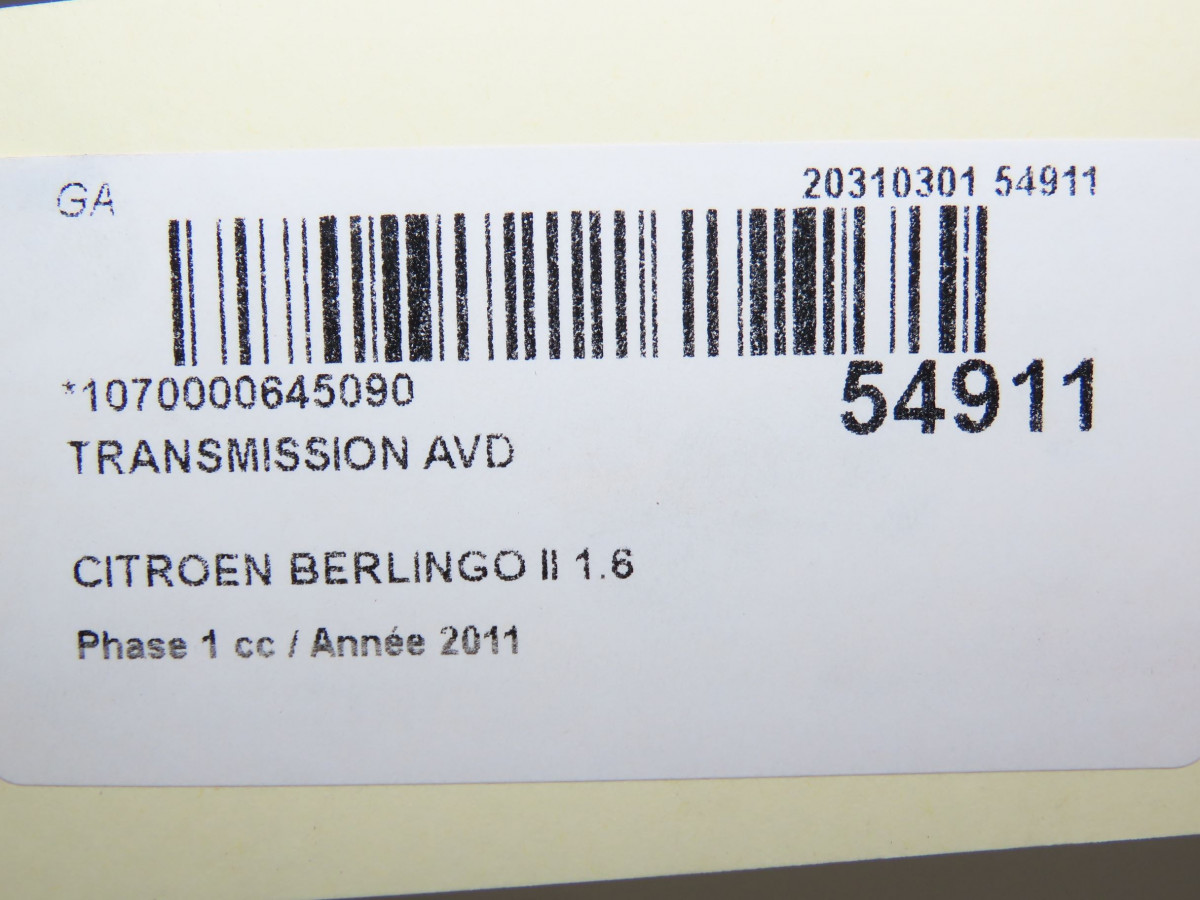 GA
20310301 54911
*1070000645090
54911
TRANSMISSION AVD
CITROEN BERLINGO II 1.6
Phase 1 cc / Année 2011